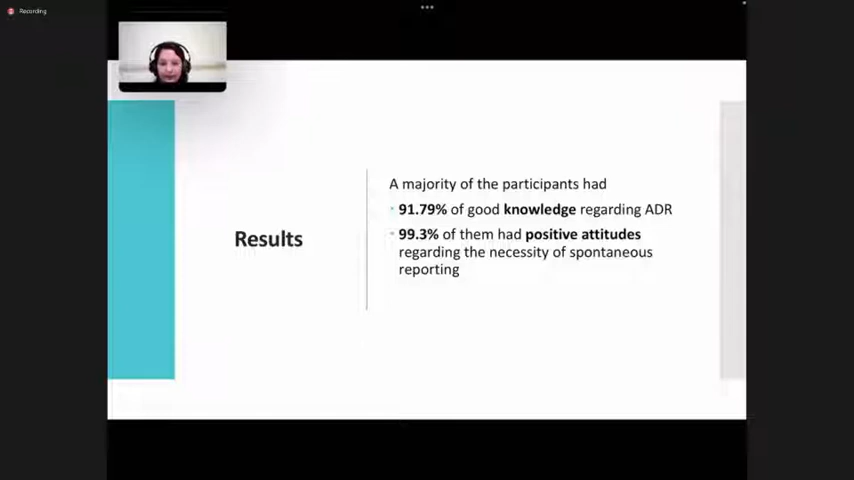 Recording
Results
A majority of the participants had
91.79% of good knowledge regarding ADR
99.3% of them had positive attitudes
regarding the necessity of spontaneous
reporting